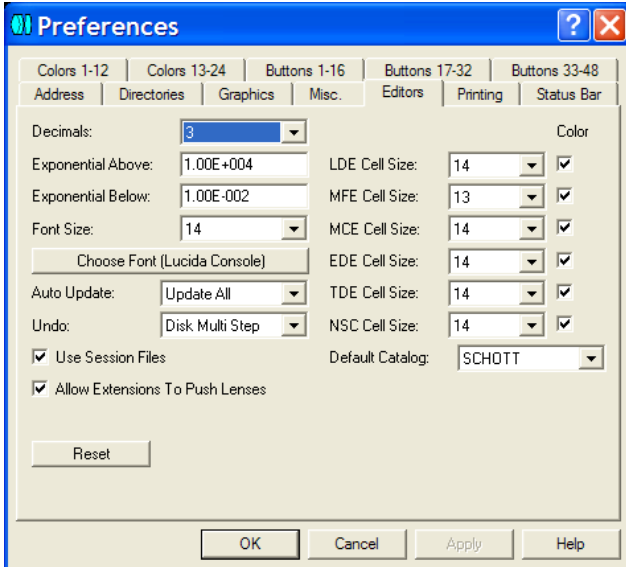 Preferences
Colors 1-12 Colors 13-24 Buttons 1-16 Buttons 17-32 Buttons 33-48
Address Directories Graphics Misc. Editors Printing Status Bar
Decimals: 3 Color
Exponential Above: 1.00E+004 LDE Cell Size: 14
Exponential Below: 1.00E-002 MFE Cell Size: 13
Font Size: 14 MCE Cell Size: 14
Choose Font (Lucida Console) EDE Cell Size: 14
Auto Update: Update All TDE Cell Size: 14
Undo: Disk Multi Step NSC Cell Size: 14
Use Session Files Default Catalog: SCHOTT
Allow Extensions To Push Lenses
Reset
OK Cancel Apply Help